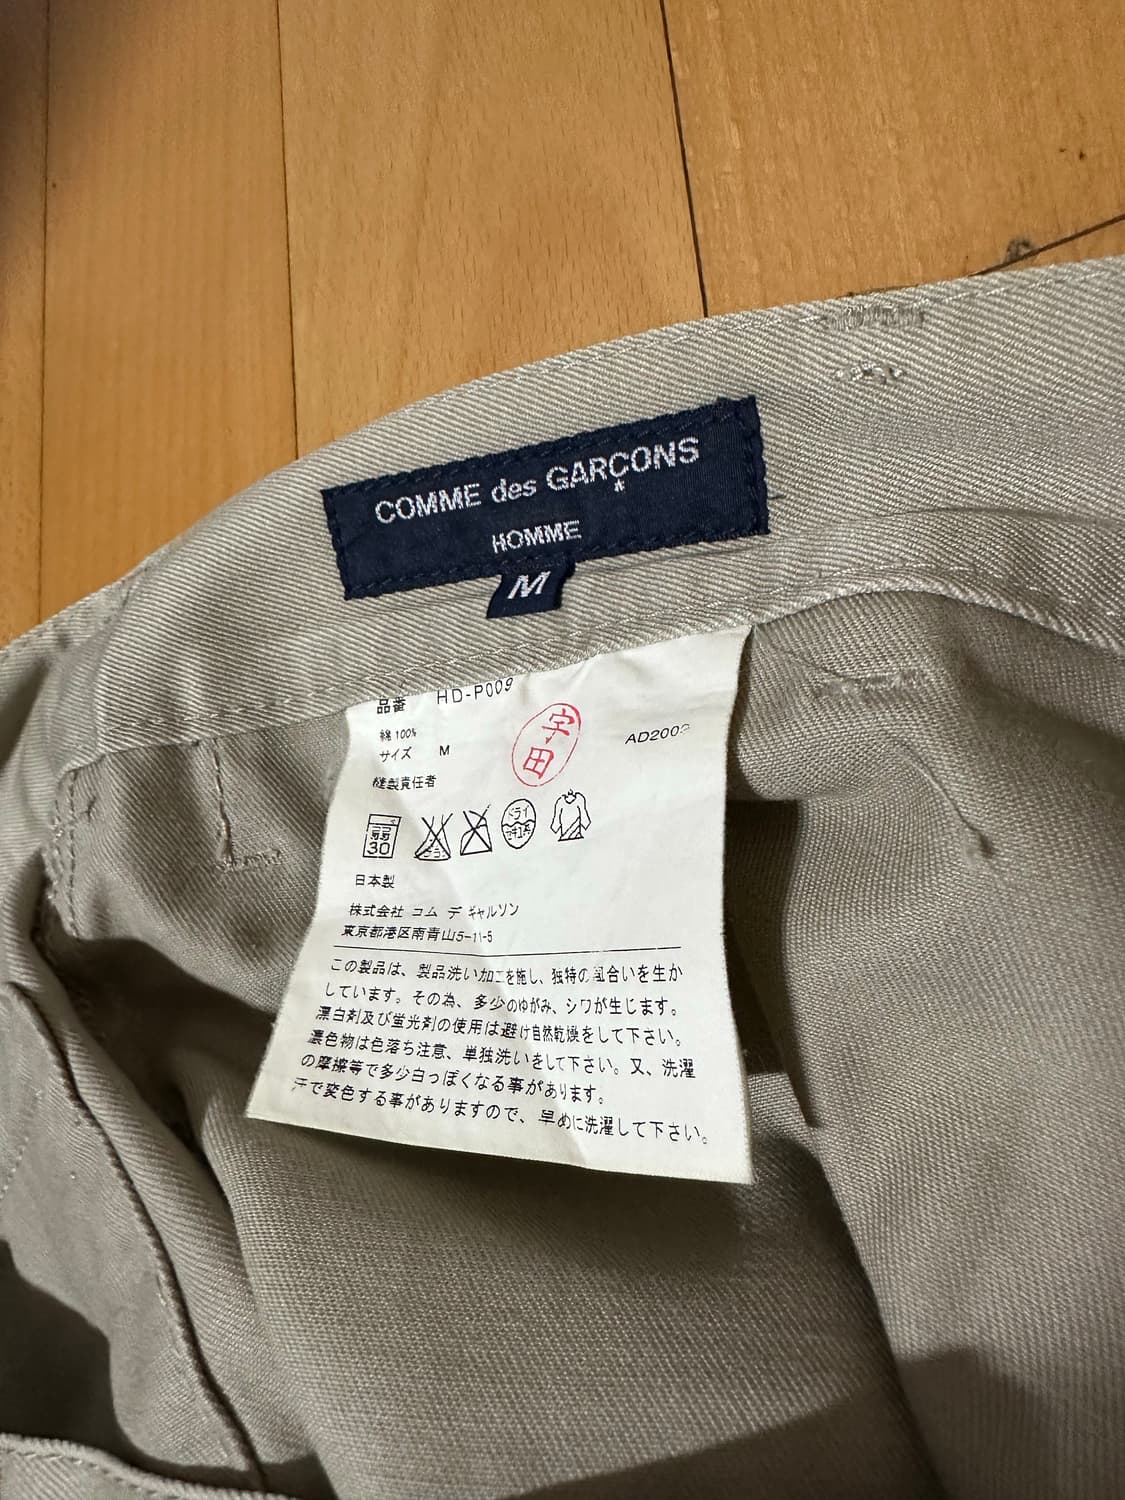 COMME des GARÇONS
*
HOMME
M
品番 HD-P009
綿 100%
サイズ M
宇田
AD200
縫製責任者
弱 30
ドライ
セキユ系
日本製
株式会社 コム デ ギャルソン
東京都港区南青山5-11-5
この製品は、製品洗い加工を施し、独特の風合いを生か
しています。その為、多少のゆがみ、シワが生じます。
漂白剤及び蛍光剤の使用は避け自然乾燥をして下さい。
濃色物は色落ち注意、単独洗いをして下さい。又、洗濯
の摩擦等で多少白っぽくなる事があります。
汗で変色する事がありますので、早めに洗濯して下さい。